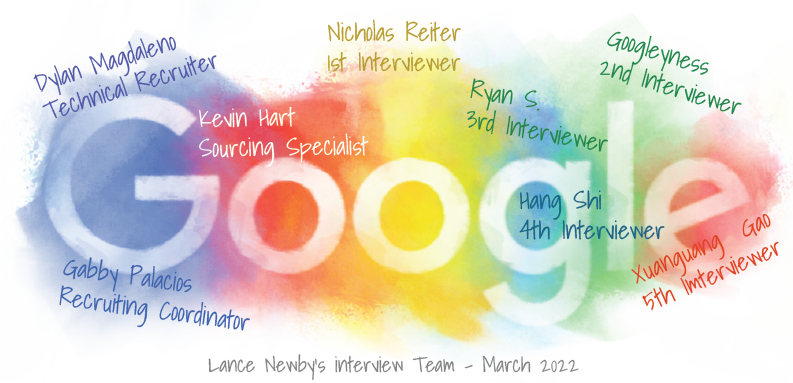 Nicholas Reiter
1st Interviewer
Dylan Magdaleno
Technical Recruiter
Googleyness
2nd Interviewer
Ryan S.
3rd Interviewer
Kevin Hart
Sourcing Specialist
Google
Hang Shi
4th Interviewer
Xuanguang Gao
5th Imterviewer
Gabby Palacios
Recruiting Coordinator
Lance Newby's interview Team - March 2022